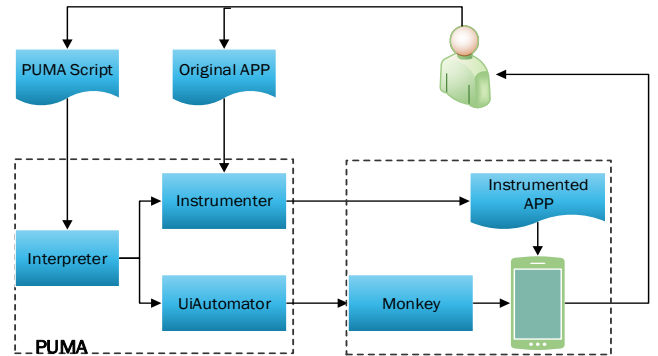 PUMA Script
Original APP
Instrumenter
Instrumented
APP
Interpreter
UiAutomator
Monkey
PUMA